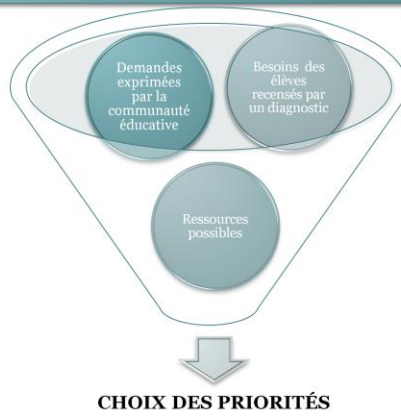 Demandes
exprimées
par la
communauté
éducative
Besoins des
élèves
recensés par
un diagnostic
Ressources
possibles
CHOIX DES PRIORITÉS